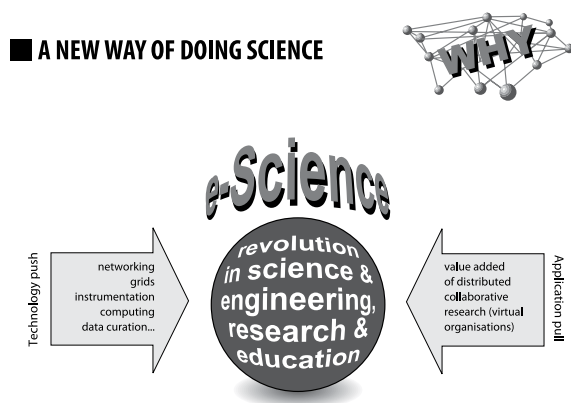 A NEW WAY OF DOING SCIENCE
WHY
e-Science
revolution
in science &
engineering,
research &
education
Technology push
networking
grids
instrumentation
computing
data curation...
value added
of distributed
collaborative
research (virtual
organisations)
Application pull